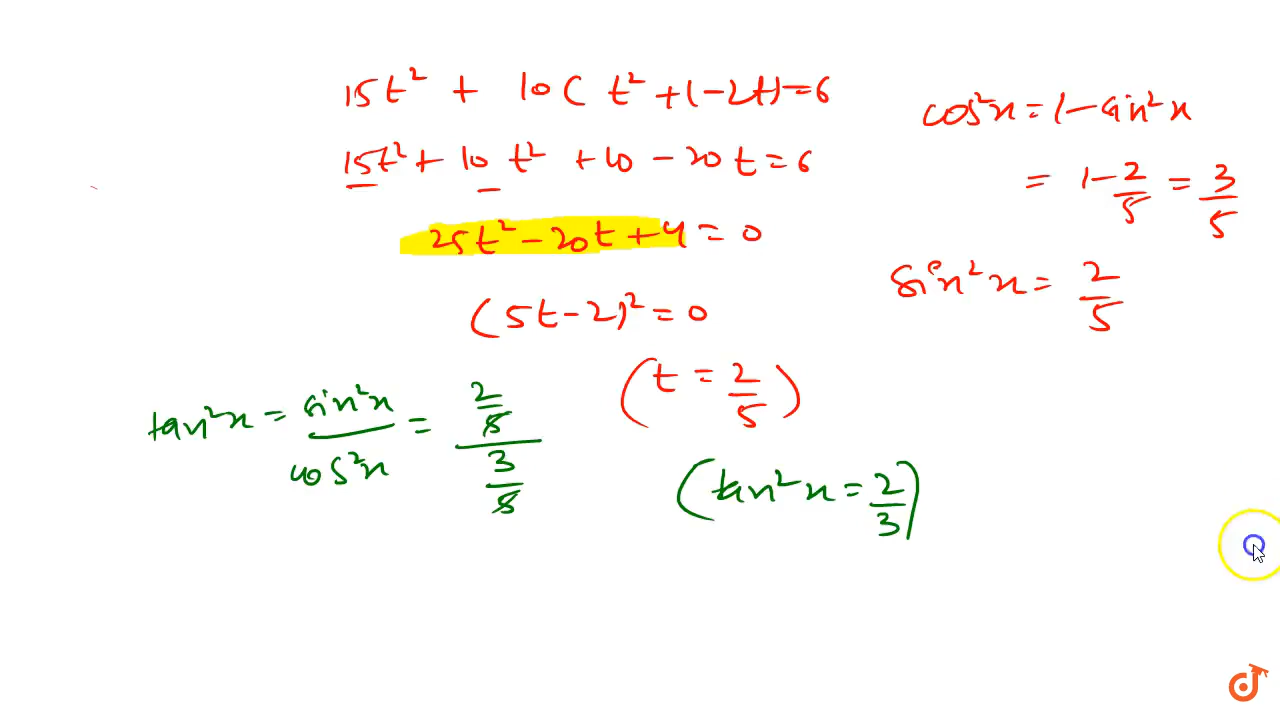 15t² + 10( t² + 1 - 2t) = 6
15t² + 10t² + 10 - 20t = 6
25t² - 20t + 4 = 0
(5t - 2)² = 0
(t = 2/5)
cos²x = 1 - sin²x
= 1 - 2/5 = 3/5
sin²x = 2/5
tan²x = sin²x/cos²x = (2/5)/(3/5)
(tan²x = 2/3)